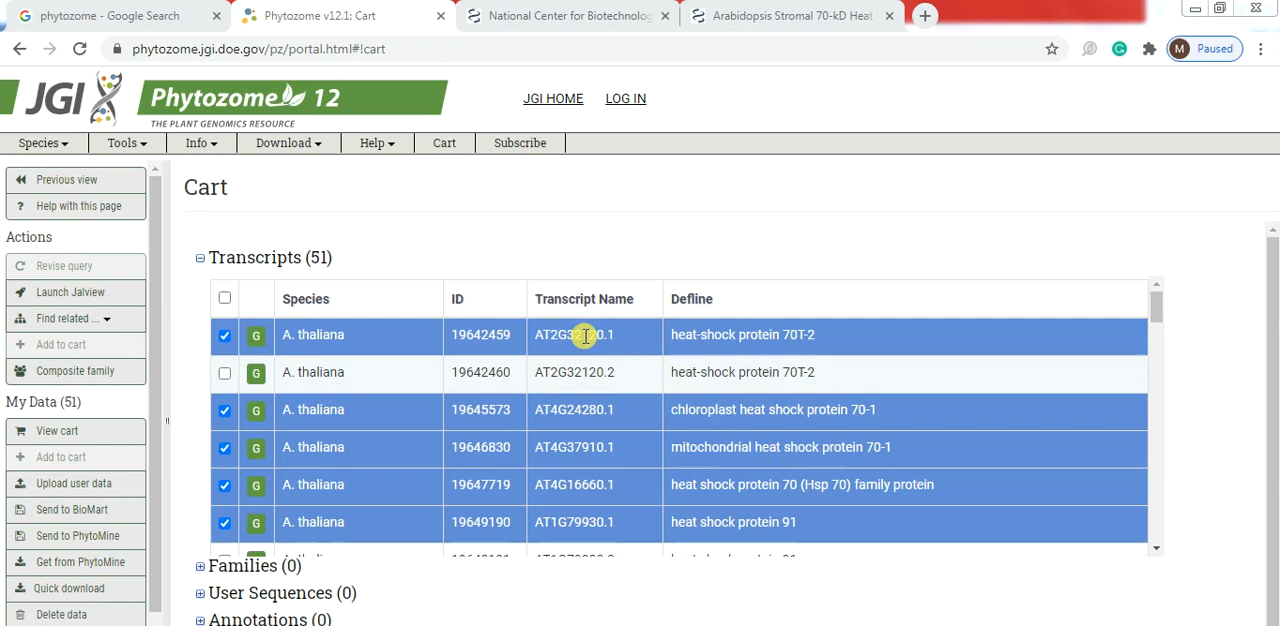 phytozome - Google Search
Phytozome v12.1: Cart
National Center for Biotechnolog
Arabidopsis Stromal 70-kD Heat
phytozome.jgi.doe.gov/pz/portal.html#!cart
M Paused
JGI Phytozome 12
THE PLANT GENOMICS RESOURCE
JGI HOME LOG IN
Species Tools Info Download Help Cart Subscribe
Previous view
? Help with this page
Actions
Revise query
Launch Jalview
Find related ...
Add to cart
Composite family
My Data (51)
View cart
Add to cart
Upload user data
Send to BioMart
Send to PhytoMine
Get from PhytoMine
Quick download
Delete data
Cart
Transcripts (51)
Species ID Transcript Name Defline
G A. thaliana 19642459 AT2G32120.1 heat-shock protein 70T-2
G A. thaliana 19642460 AT2G32120.2 heat-shock protein 70T-2
G A. thaliana 19645573 AT4G24280.1 chloroplast heat shock protein 70-1
G A. thaliana 19646830 AT4G37910.1 mitochondrial heat shock protein 70-1
G A. thaliana 19647719 AT4G16660.1 heat shock protein 70 (Hsp 70) family protein
G A. thaliana 19649190 AT1G79930.1 heat shock protein 91
Families (0)
User Sequences (0)
Annotations (0)